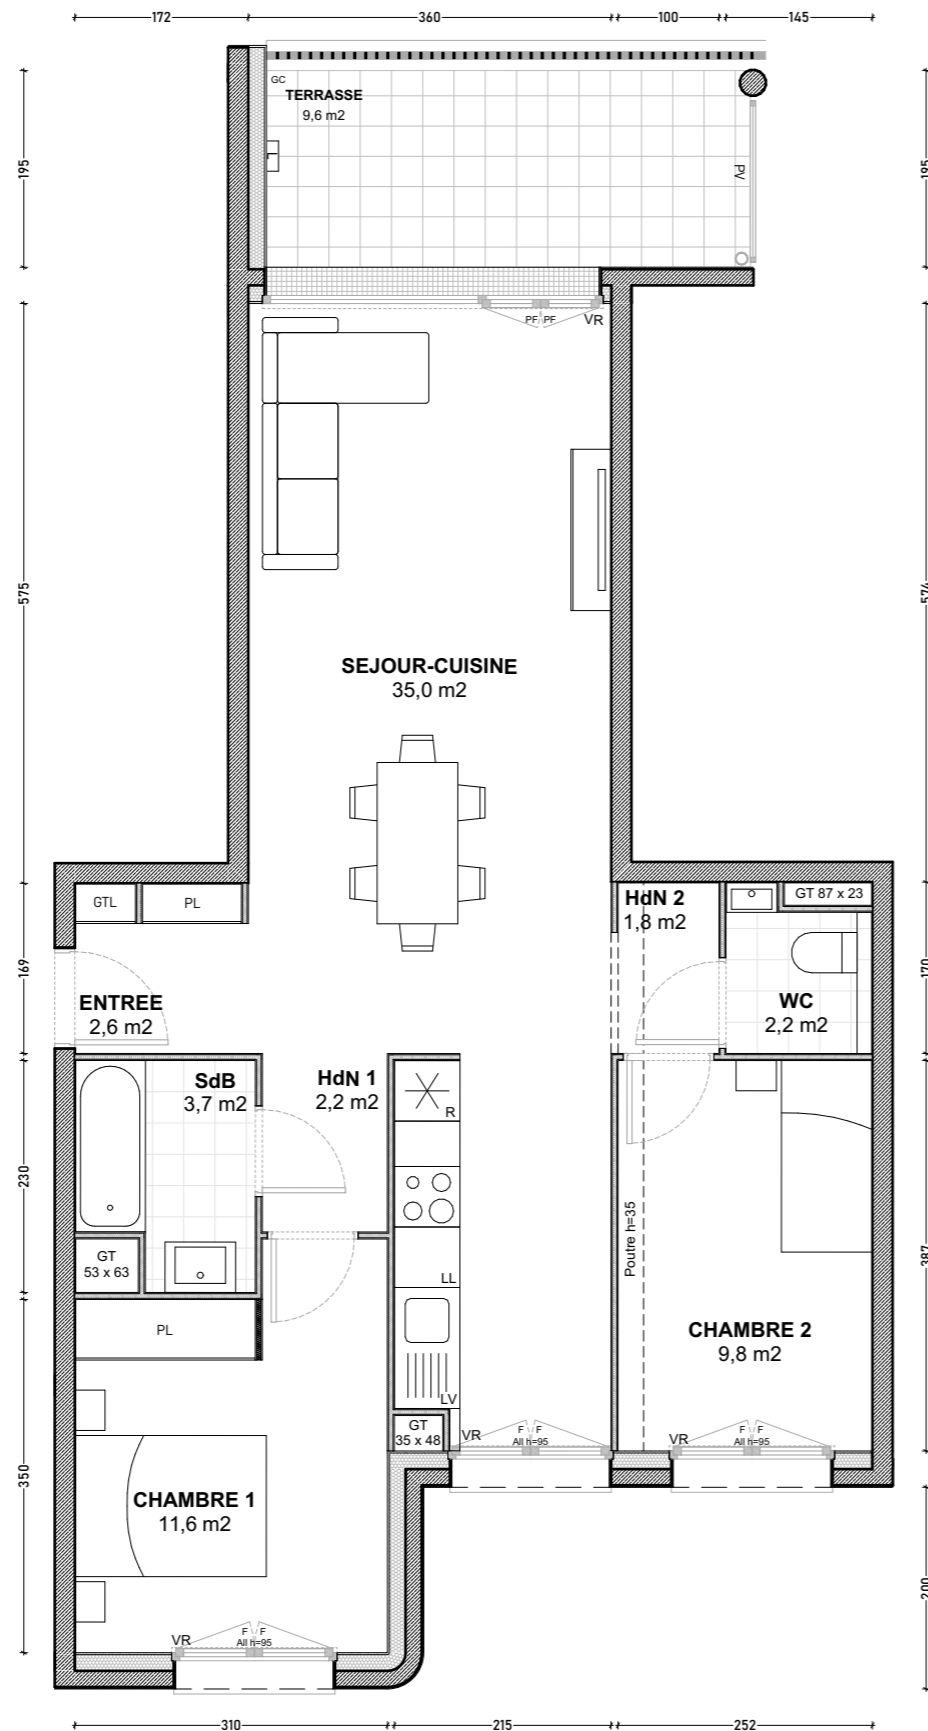 172
360
100
145
GC
TERRASSE
9,6 m2
195
195
PV
PF
PF
VR
575
574
SEJOUR-CUISINE
35,0 m2
GTL
PL
HdN 2
1,8 m2
GT 87 x 23
169
170
ENTREE
2,6 m2
WC
2,2 m2
SdB
3,7 m2
HdN 1
2,2 m2
R
230
Poutre h=35
387
GT
53 x 63
LL
PL
CHAMBRE 2
9,8 m2
LV
GT
35 x 48
VR
F
F
All h=95
VR
F
F
All h=95
350
CHAMBRE 1
11,6 m2
200
VR
F
F
All h=95
310
215
252